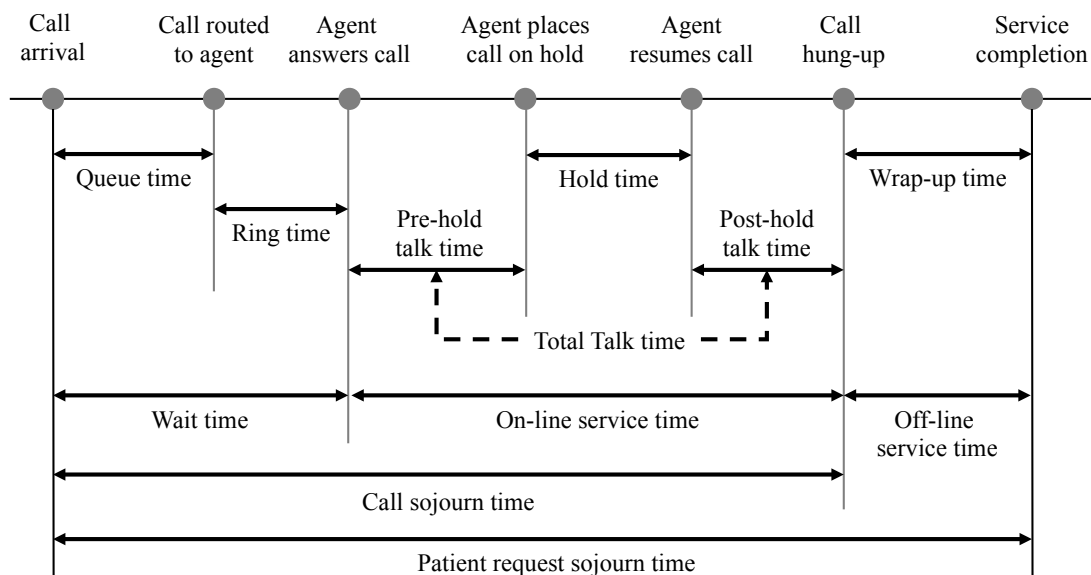 Call
arrival
Call routed
to agent
Agent
answers call
Agent places
call on hold
Agent
resumes call
Call
hung-up
Service
completion
Queue time
Hold time
Wrap-up time
Ring time
Pre-hold
talk time
Post-hold
talk time
Total Talk time
Wait time
On-line service time
Off-line
service time
Call sojourn time
Patient request sojourn time